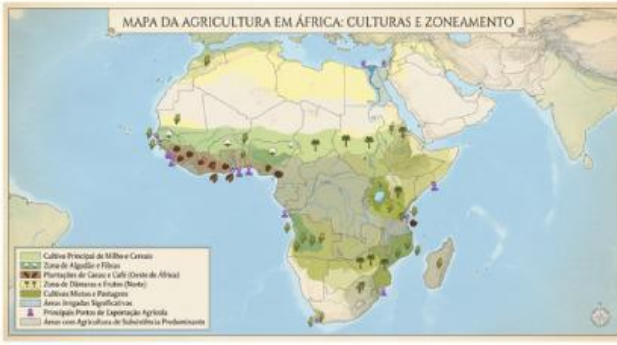 MAPA DA AGRICULTURA EM ÁFRICA: CULTURAS E ZONEAMENTO
Cultivo Principal de Milho e Cereais
Zona de Algodão e Fibras
Plantações de Cacau e Café (Oeste de África)
Zona de Dâmaras e Frutos (Norte)
Cultivos Mistos e Pastagens
Áreas Irrigadas Significativas
Principais Portos de Exportação Agrícola
Áreas com Agricultura de Subsistência Predominante